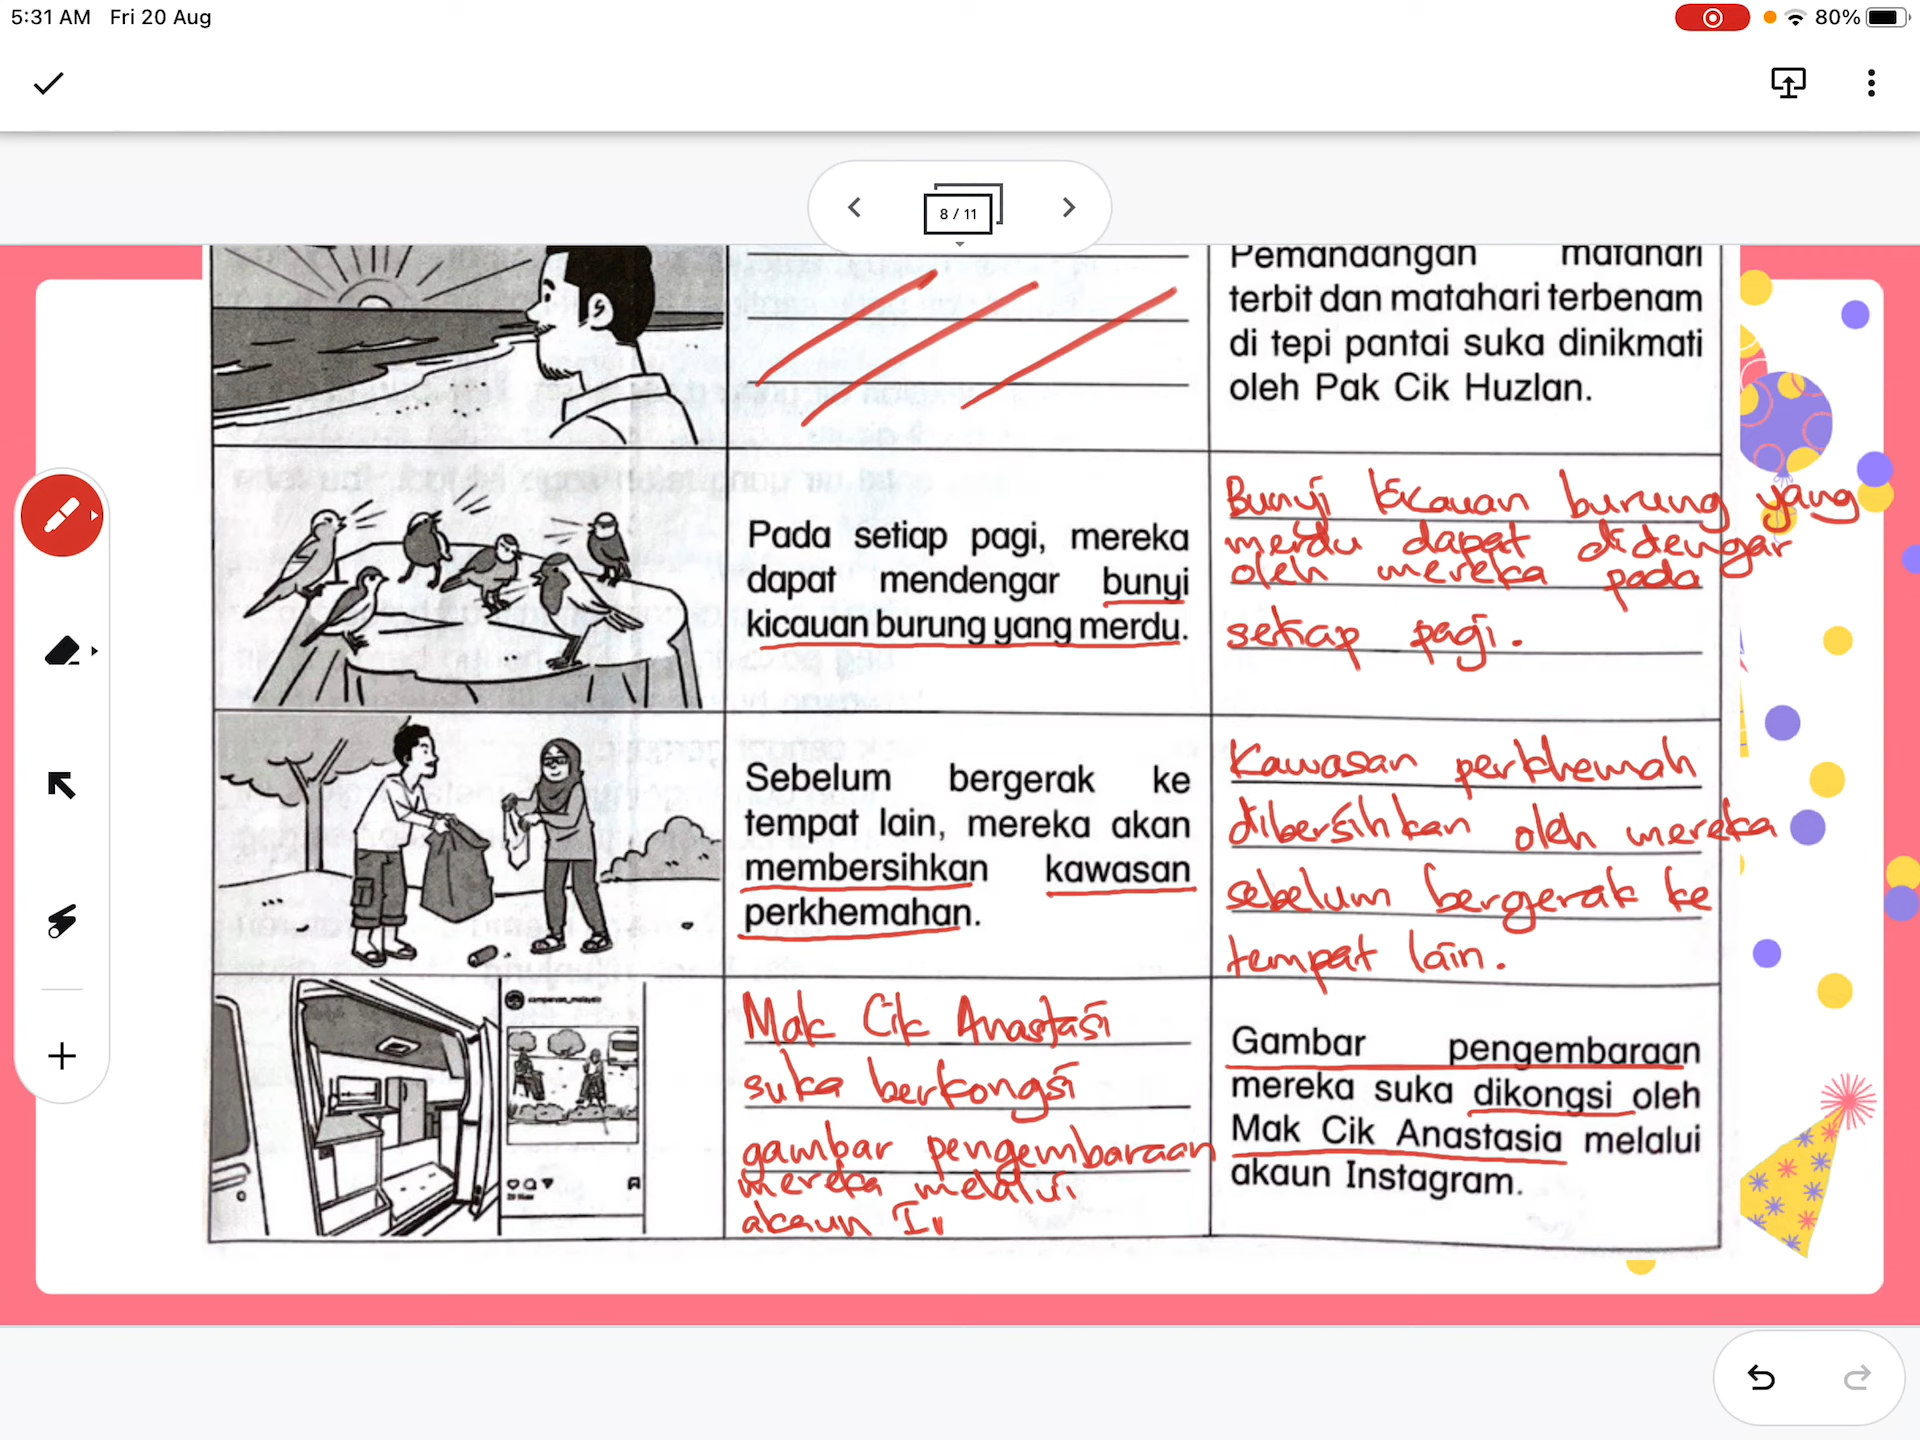 5:31 AM Fri 20 Aug
80%
8 / 11
Pemandangan matahari
terbit dan matahari terbenam
di tepi pantai suka dinikmati
oleh Pak Cik Huzlan.
Pada setiap pagi, mereka
dapat mendengar bunyi
kicauan burung yang merdu.
Bunyi kicauan burung yang
merdu dapat didengar
oleh mereka pada
setiap pagi.
Sebelum bergerak ke
tempat lain, mereka akan
membersihkan kawasan
perkhemahan.
Kawasan perkhemah
dibersihkan oleh mereka
sebelum bergerak ke
tempat lain.
campervan_malaysia
Mak Cik Anastasi
suka berkongsi
gambar pengembaraan
mereka melalui
akaun In
Gambar pengembaraan
mereka suka dikongsi oleh
Mak Cik Anastasia melalui
akaun Instagram.